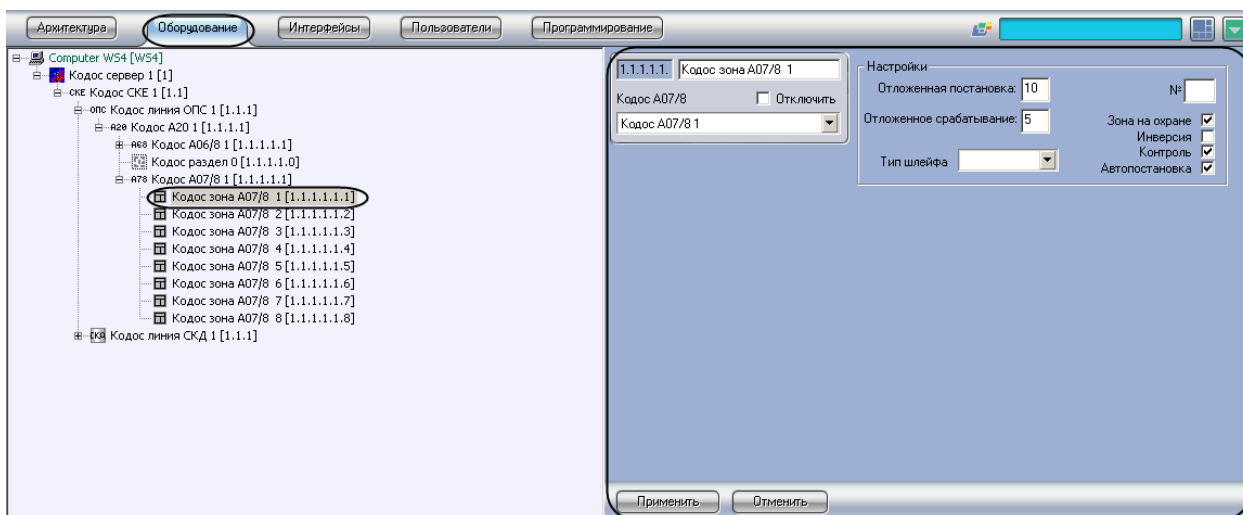 Архитектура Оборудование Интерфейсы Пользователи Программирование
Computer WS4 [WS4]
Кодос сервер 1 [1]
СКЕ Кодос СКЕ 1 [1.1]
опс Кодос линия ОПС 1 [1.1.1]
A20 Кодос А20 1 [1.1.1.1]
A68 Кодос А06/8 1 [1.1.1.1.1]
Кодос раздел 0 [1.1.1.1.0]
A78 Кодос А07/8 1 [1.1.1.1.1]
Кодос зона А07/8 1 [1.1.1.1.1.1]
Кодос зона А07/8 2 [1.1.1.1.1.2]
Кодос зона А07/8 3 [1.1.1.1.1.3]
Кодос зона А07/8 4 [1.1.1.1.1.4]
Кодос зона А07/8 5 [1.1.1.1.1.5]
Кодос зона А07/8 6 [1.1.1.1.1.6]
Кодос зона А07/8 7 [1.1.1.1.1.7]
Кодос зона А07/8 8 [1.1.1.1.1.8]
СКД Кодос линия СКД 1 [1.1.1]
1.1.1.1.1. Кодос зона А07/8 1
Кодос А07/8 Отключить
Кодос А07/8 1
Настройки
Отложенная постановка: 10 №
Отложенное срабатывание: 5 Зона на охране
Инверсия
Тип шлейфа Контроль
Автопостановка
Применить Отменить